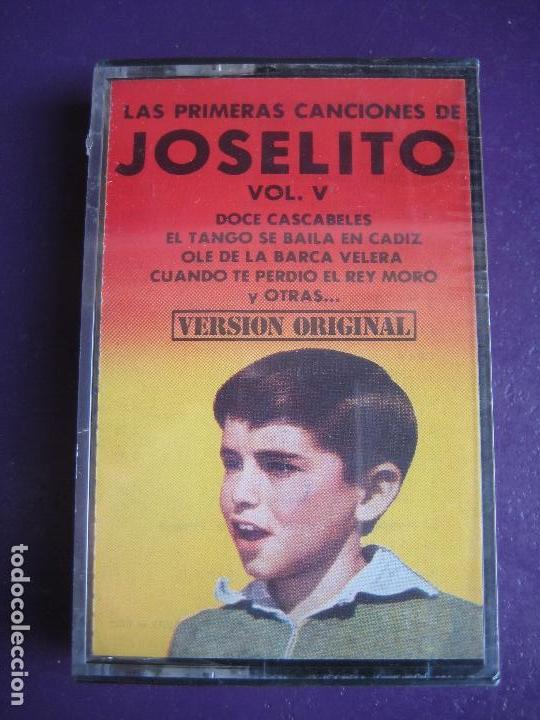 LAS PRIMERAS CANCIONES DE
JOSELITO
VOL. V
DOCE CASCABELES
EL TANGO SE BAILA EN CADIZ
OLE DE LA BARCA VELERA
CUANDO TE PERDIO EL REY MORO
y OTRAS...
VERSION ORIGINAL
todocoleccion.net